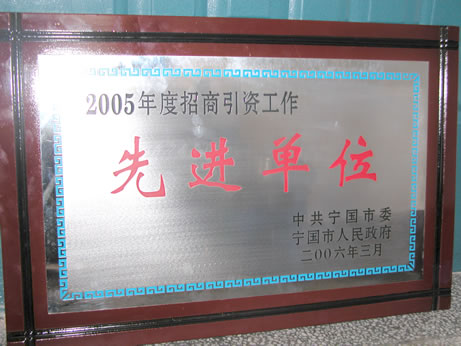 2005年度招商引资工作
先进单位
中共宁国市委
宁国市人民政府
二00六年三月